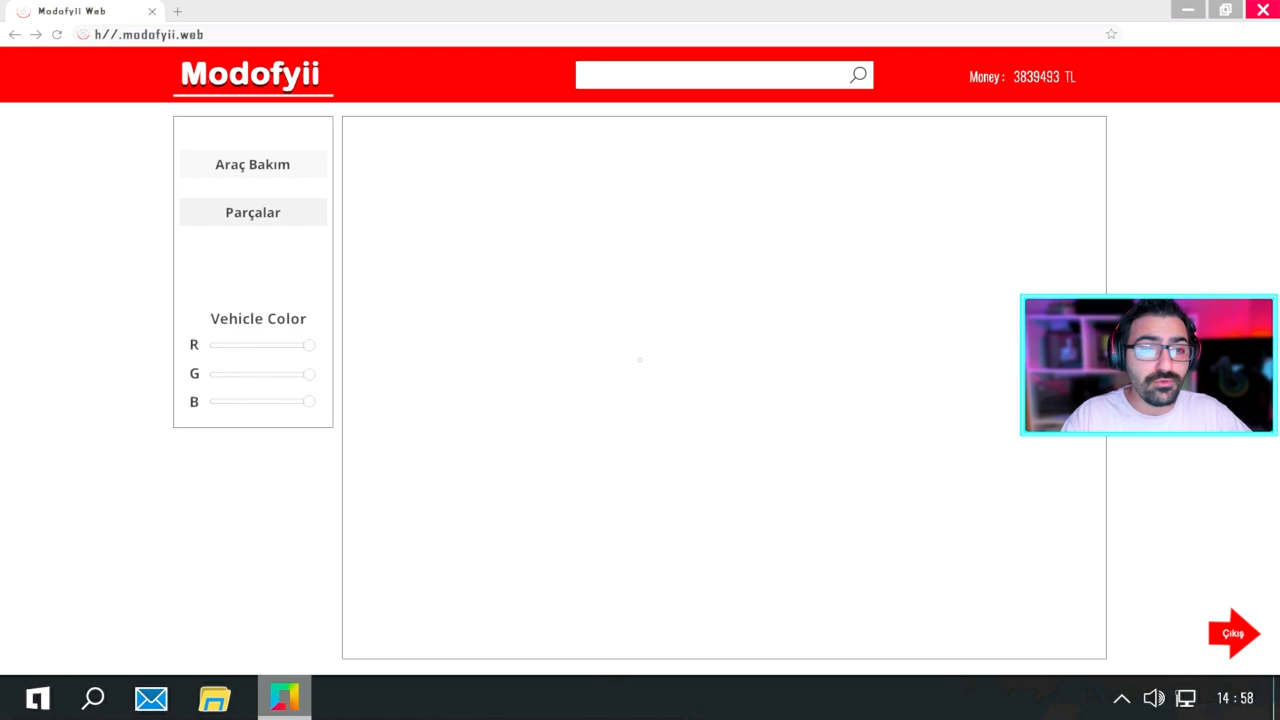 Modofyii Web
h//.modofyii.web
Modofyii
Money : 3839493 TL
Araç Bakım
Parçalar
Vehicle Color
R
G
B
Çıkış
14 : 58